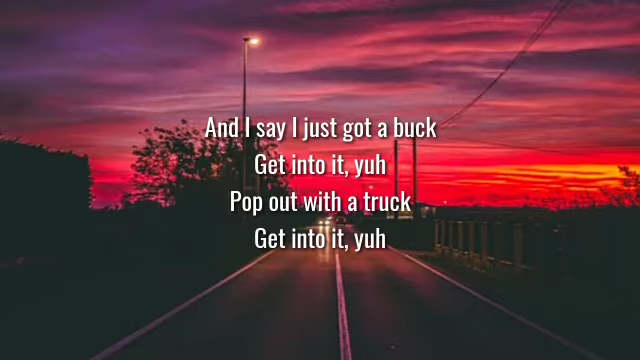 And I say I just got a buck
Get into it, yuh
Pop out with a truck
Get into it, yuh